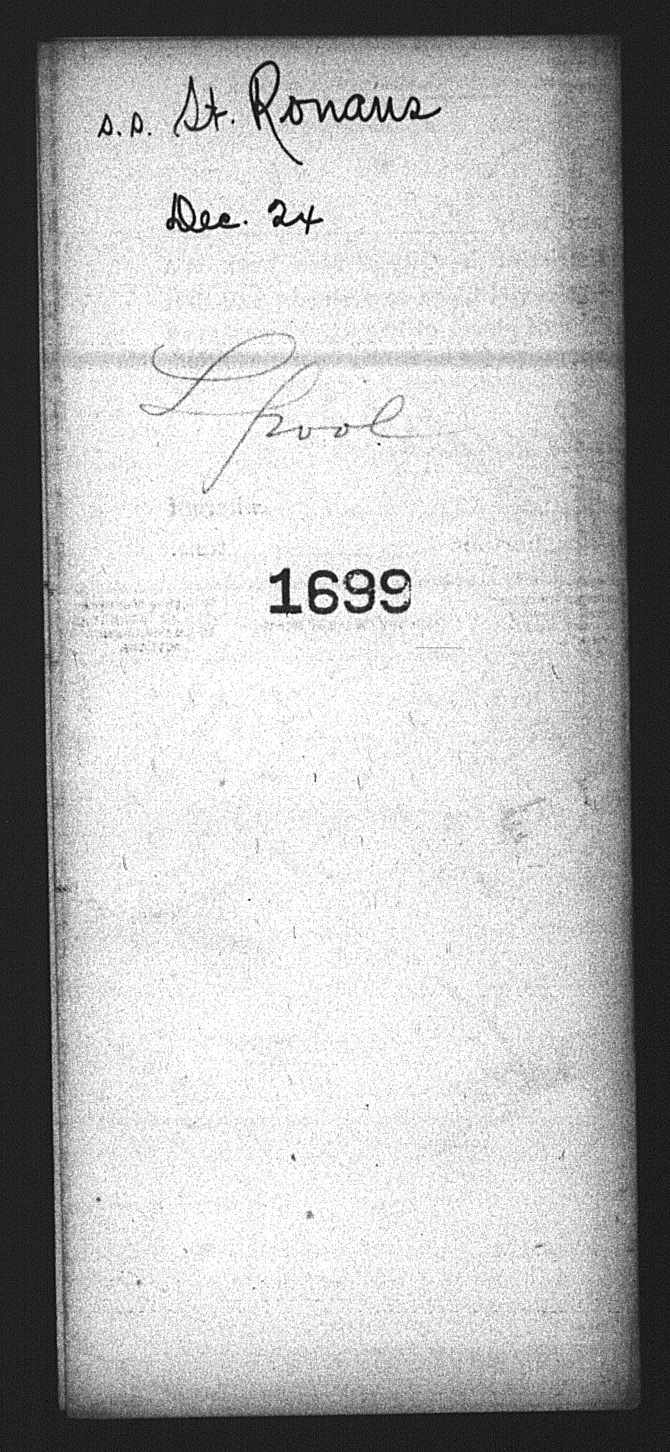 s.s. St. Ronans
Dec. 24
Lpool
1699